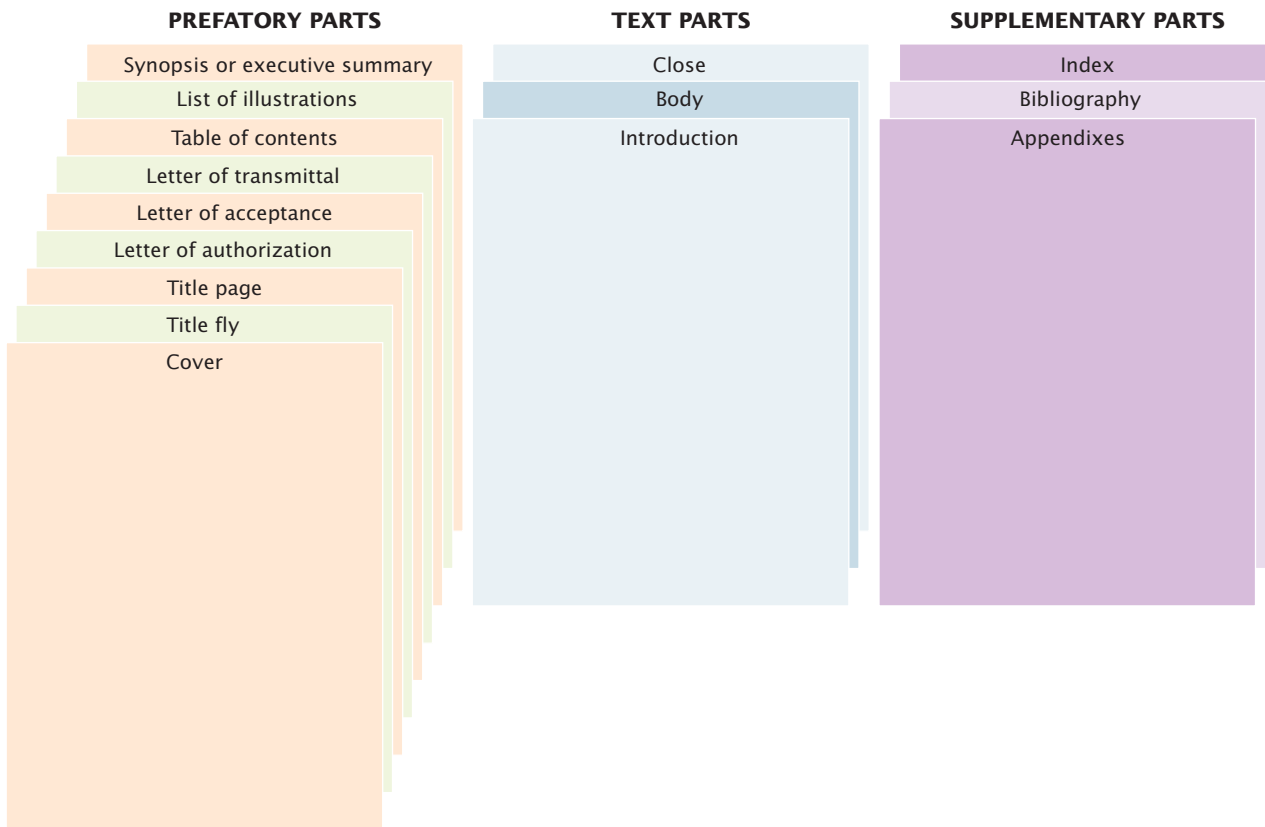 PREFATORY PARTS
Synopsis or executive summary
List of illustrations
Table of contents
Letter of transmittal
Letter of acceptance
Letter of authorization
Title page
Title fly
Cover
TEXT PARTS
Close
Body
Introduction
SUPPLEMENTARY PARTS
Index
Bibliography
Appendixes